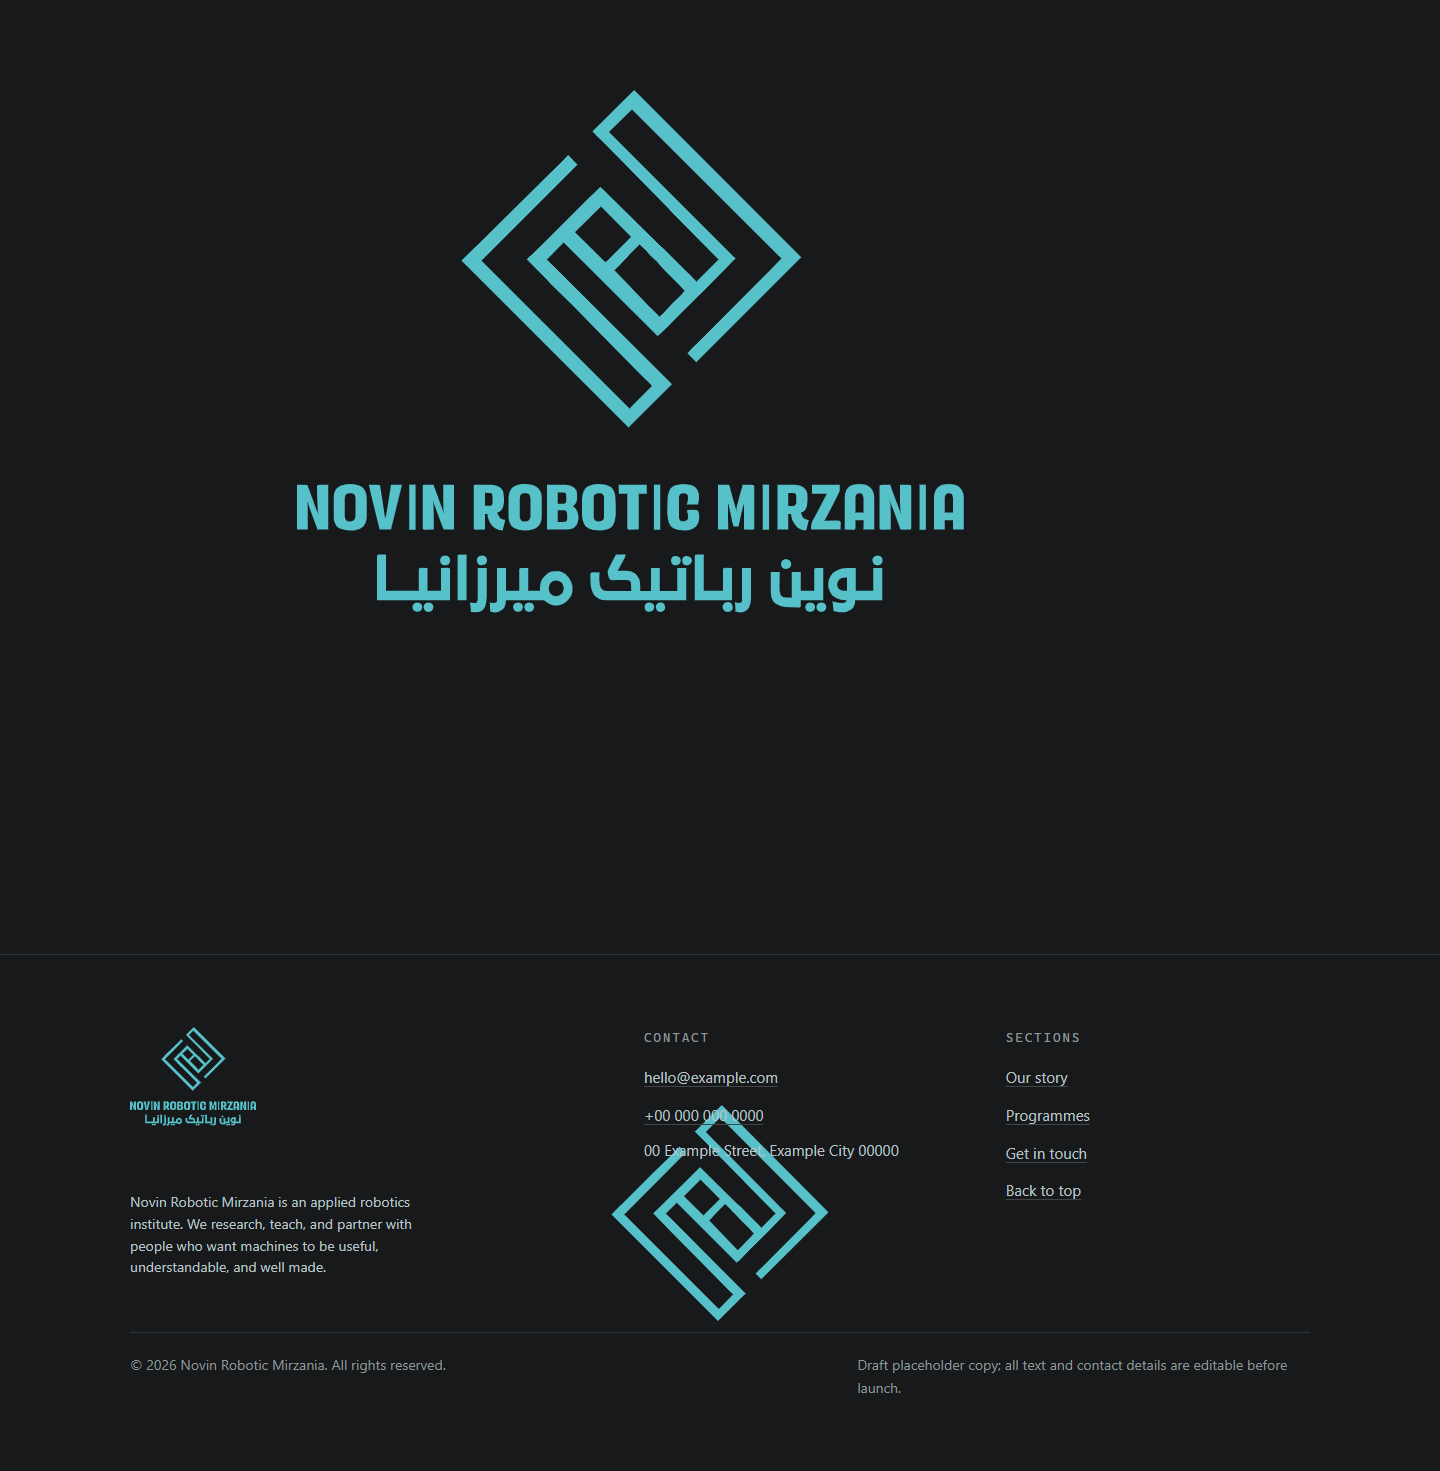 NOVIN ROBOTIC MIRZANIA
نوین رباتیک میرزانیا
NOVIN ROBOTIC MIRZANIA
نوین رباتیک میرزانیا
Novin Robotic Mirzania is an applied robotics
institute. We research, teach, and partner with
people who want machines to be useful,
understandable, and well made.
CONTACT
hello@example.com
+00 000 000 0000
00 Example Street, Example City 00000
SECTIONS
Our story
Programmes
Get in touch
Back to top
© 2026 Novin Robotic Mirzania. All rights reserved.
Draft placeholder copy; all text and contact details are editable before
launch.